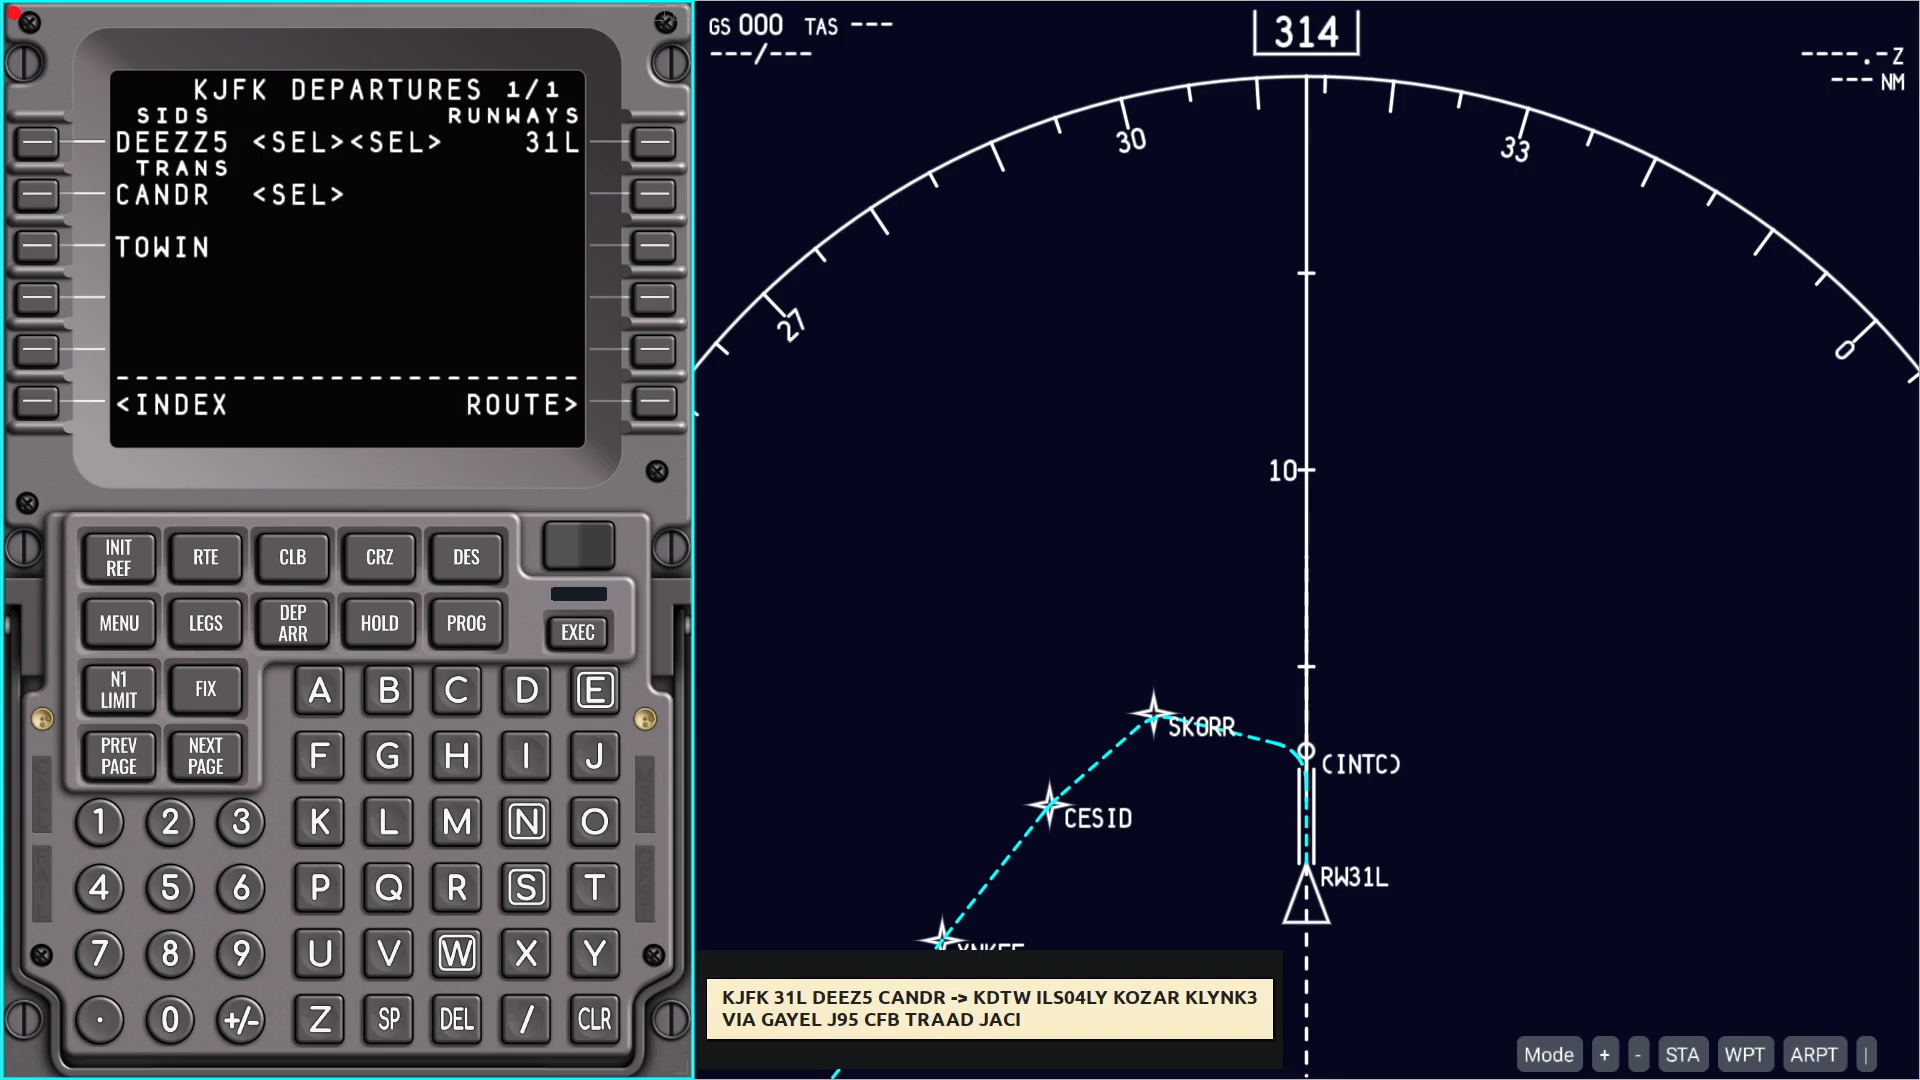 KJFK DEPARTURES 1/1
SIDS RUNWAYS
DEEZZ5 <SEL><SEL> 31L
TRANS
CANDR <SEL>
TOWIN
<INDEX ROUTE>
INIT REF RTE CLB CRZ DES
MENU LEGS DEP ARR HOLD PROG EXEC
N1 LIMIT FIX
PREV PAGE NEXT PAGE
A B C D E
F G H I J
K L M N O
P Q R S T
U V W X Y
Z SP DEL / CLR
1 2 3
4 5 6
7 8 9
. 0 +/-
GS 000 TAS ---
---/---
314
----.-Z
--- NM
27 30 33 0
10
SKORR
(INTC)
CESID
RW31L
KJFK 31L DEEZ5 CANDR -> KDTW ILS04LY KOZAR KLYNK3
VIA GAYEL J95 CFB TRAAD JACI
Mode + - STA WPT ARPT |